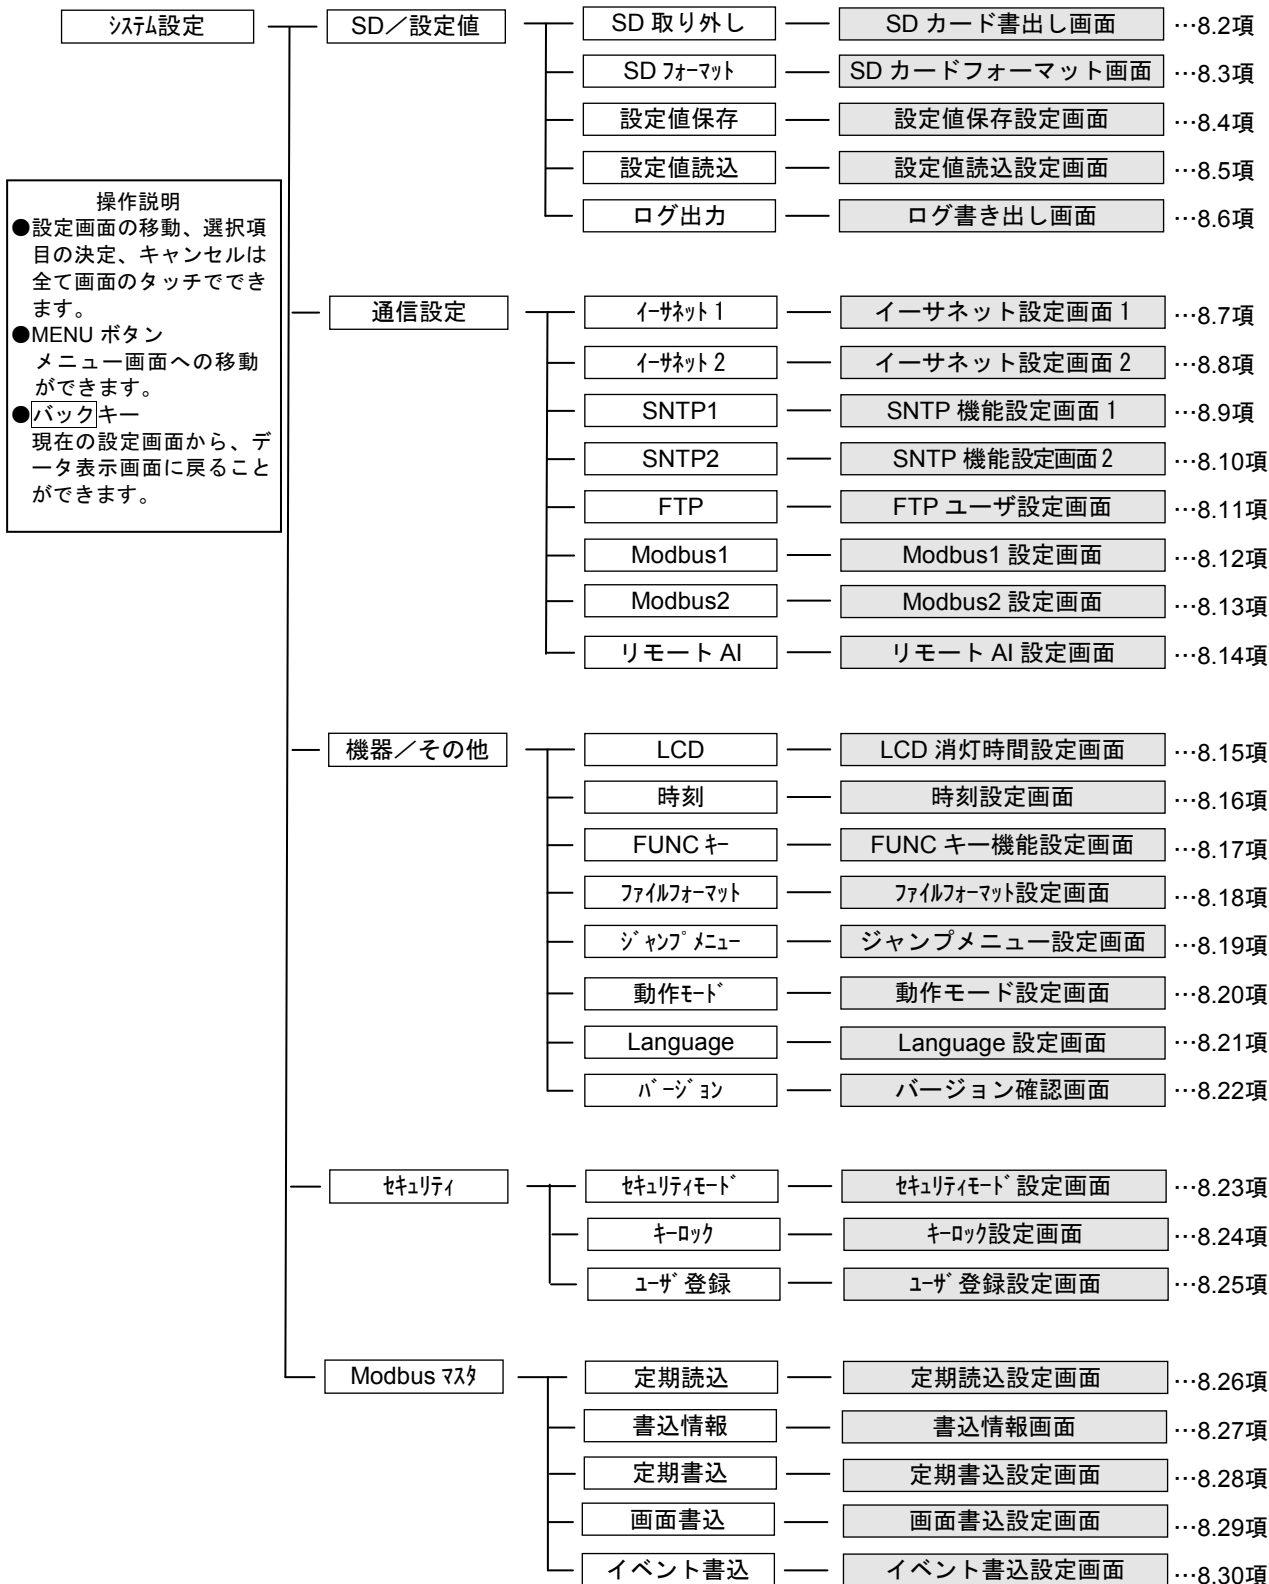 ｼｽﾃﾑ設定 SD／設定値 SD 取り外し SD カード書出し画面 …8.2項
SD ﾌｫｰﾏｯﾄ SD カードフォーマット画面 …8.3項
設定値保存 設定値保存設定画面 …8.4項
設定値読込 設定値読込設定画面 …8.5項
ログ出力 ログ書き出し画面 …8.6項
操作説明
●設定画面の移動、選択項
目の決定、キャンセルは
全て画面のタッチででき
ます。
●MENU ボタン
メニュー画面への移動
ができます。
●バックキー
現在の設定画面から、デ
ータ表示画面に戻ること
ができます。
通信設定 ｲｰｻﾈｯﾄ 1 イーサネット設定画面 1 …8.7項
ｲｰｻﾈｯﾄ 2 イーサネット設定画面 2 …8.8項
SNTP1 SNTP 機能設定画面 1 …8.9項
SNTP2 SNTP 機能設定画面 2 …8.10項
FTP FTP ユーザ設定画面 …8.11項
Modbus1 Modbus1 設定画面 …8.12項
Modbus2 Modbus2 設定画面 …8.13項
リモート AI リモート AI 設定画面 …8.14項
機器／その他 LCD LCD 消灯時間設定画面 …8.15項
時刻 時刻設定画面 …8.16項
FUNC ｷｰ FUNC キー機能設定画面 …8.17項
ﾌｧｲﾙﾌｫｰﾏｯﾄ ﾌｧｲﾙﾌｫｰﾏｯﾄ設定画面 …8.18項
ｼﾞｬﾝﾌﾟﾒﾆｭｰ ジャンプメニュー設定画面 …8.19項
動作ﾓｰﾄﾞ 動作モード設定画面 …8.20項
Language Language 設定画面 …8.21項
ﾊﾞｰｼﾞｮﾝ バージョン確認画面 …8.22項
ｾｷｭﾘﾃｨ ｾｷｭﾘﾃｨﾓｰﾄﾞ ｾｷｭﾘﾃｨﾓｰﾄﾞ設定画面 …8.23項
ｷｰﾛｯｸ ｷｰﾛｯｸ設定画面 …8.24項
ﾕｰｻﾞ登録 ﾕｰｻﾞ登録設定画面 …8.25項
Modbus ﾏｽﾀ 定期読込 定期読込設定画面 …8.26項
書込情報 書込情報画面 …8.27項
定期書込 定期書込設定画面 …8.28項
画面書込 画面書込設定画面 …8.29項
イベント書込 イベント書込設定画面 …8.30項